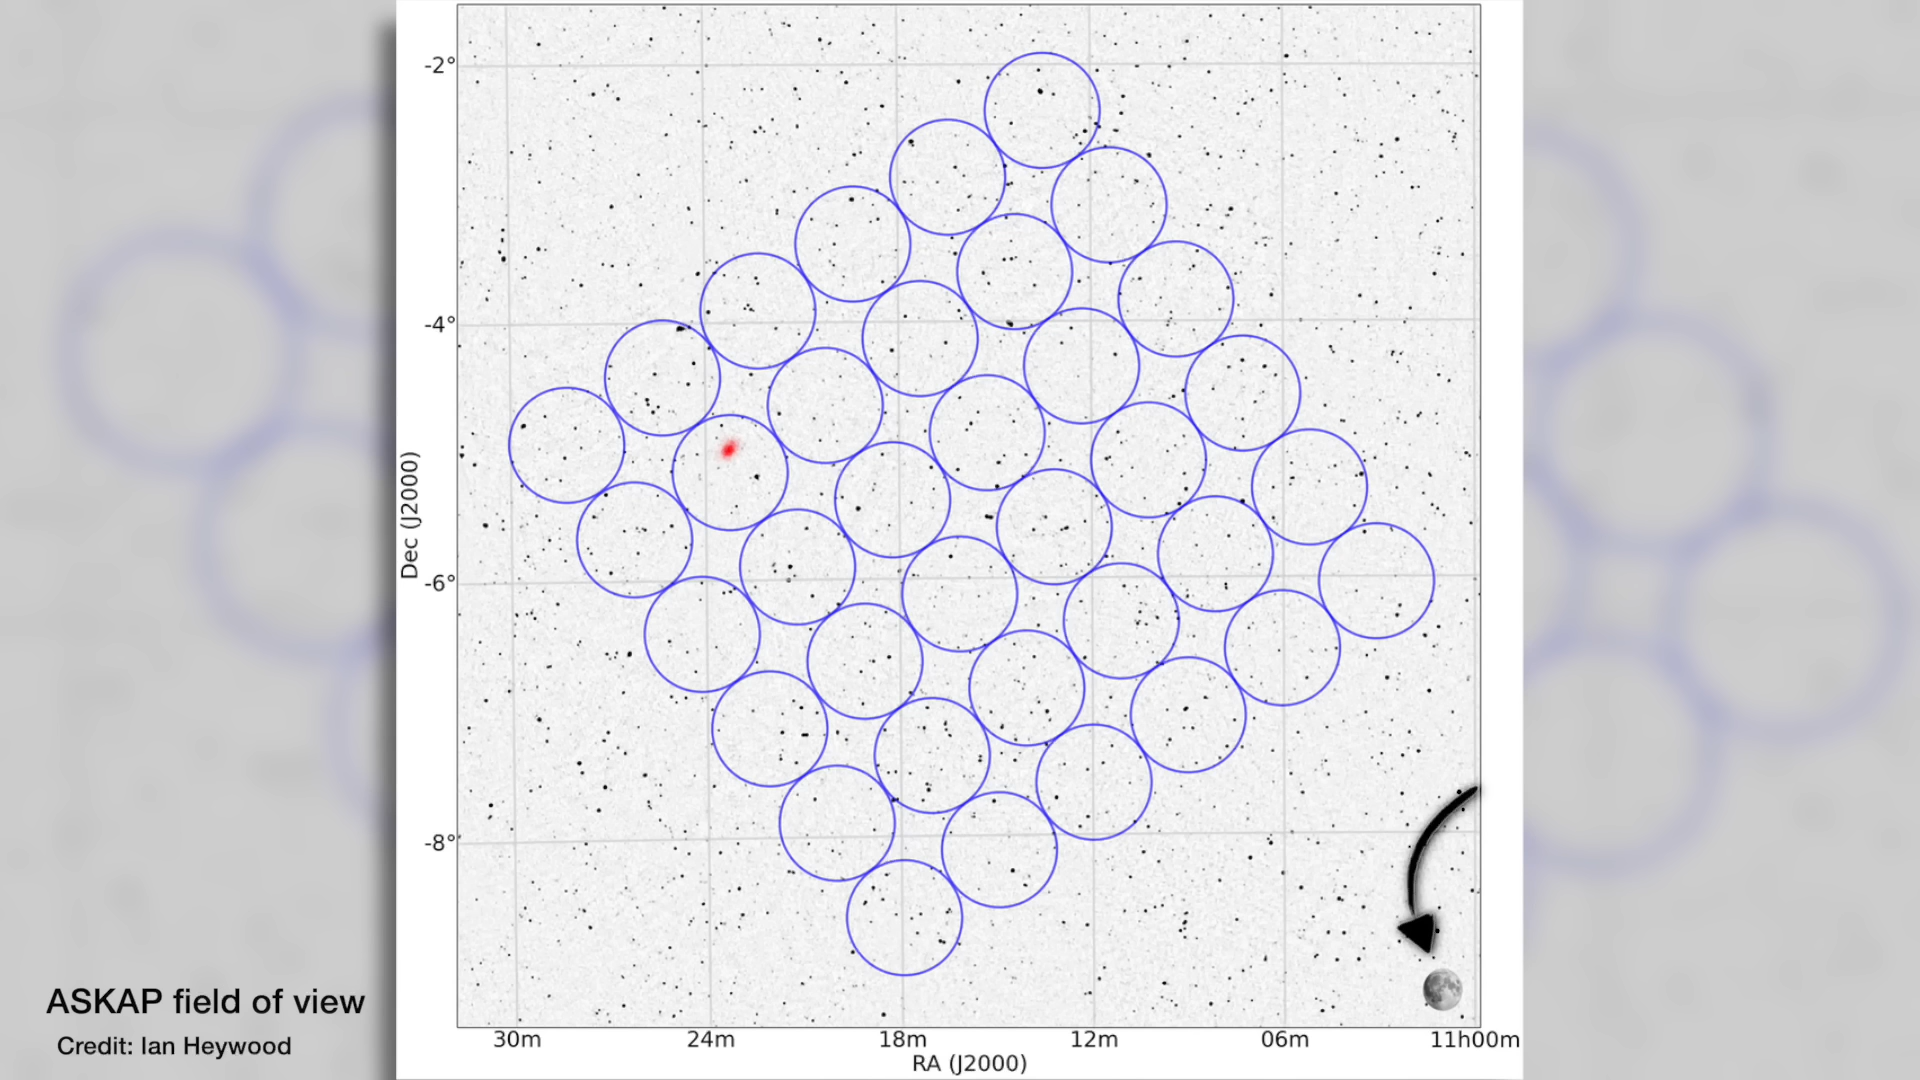 -2°
-4°
-6°
-8°
Dec (J2000)
30m 24m 18m 12m 06m 11h00m
RA (J2000)
ASKAP field of view
Credit: Ian Heywood